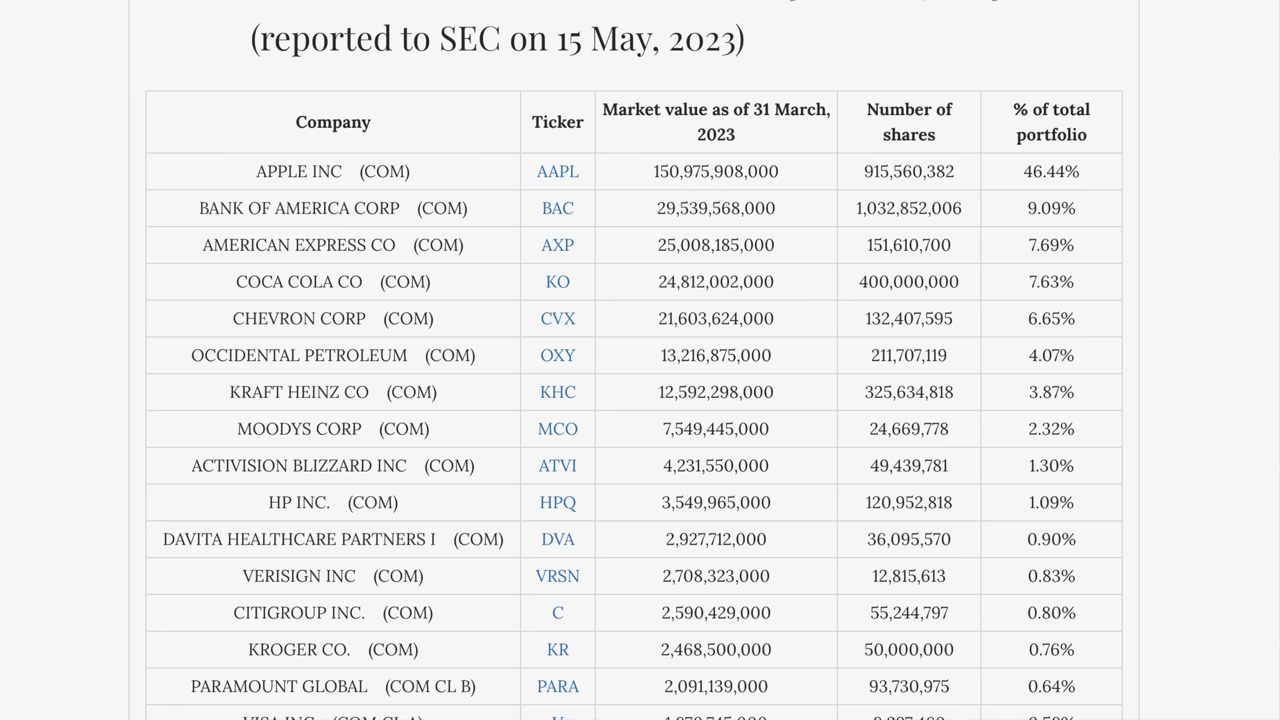 (reported to SEC on 15 May, 2023)
Company Ticker Market value as of 31 March, 2023 Number of shares % of total portfolio
APPLE INC (COM) AAPL 150,975,908,000 915,560,382 46.44%
BANK OF AMERICA CORP (COM) BAC 29,539,568,000 1,032,852,006 9.09%
AMERICAN EXPRESS CO (COM) AXP 25,008,185,000 151,610,700 7.69%
COCA COLA CO (COM) KO 24,812,002,000 400,000,000 7.63%
CHEVRON CORP (COM) CVX 21,603,624,000 132,407,595 6.65%
OCCIDENTAL PETROLEUM (COM) OXY 13,216,875,000 211,707,119 4.07%
KRAFT HEINZ CO (COM) KHC 12,592,298,000 325,634,818 3.87%
MOODYS CORP (COM) MCO 7,549,445,000 24,669,778 2.32%
ACTIVISION BLIZZARD INC (COM) ATVI 4,231,550,000 49,439,781 1.30%
HP INC. (COM) HPQ 3,549,965,000 120,952,818 1.09%
DAVITA HEALTHCARE PARTNERS I (COM) DVA 2,927,712,000 36,095,570 0.90%
VERISIGN INC (COM) VRSN 2,708,323,000 12,815,613 0.83%
CITIGROUP INC. (COM) C 2,590,429,000 55,244,797 0.80%
KROGER CO. (COM) KR 2,468,500,000 50,000,000 0.76%
PARAMOUNT GLOBAL (COM CL B) PARA 2,091,139,000 93,730,975 0.64%